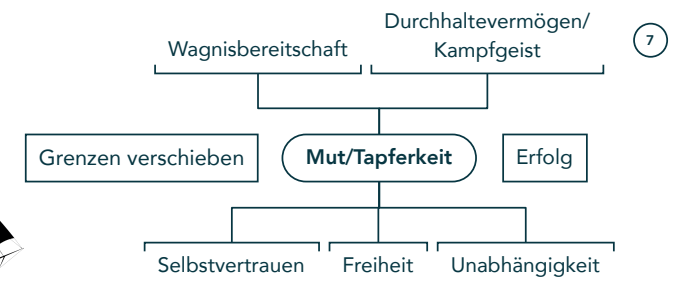 Durchhaltevermögen/
Wagnisbereitschaft
Kampfgeist
7
Grenzen verschieben
Mut/Tapferkeit
Erfolg
Selbstvertrauen
Freiheit
Unabhängigkeit